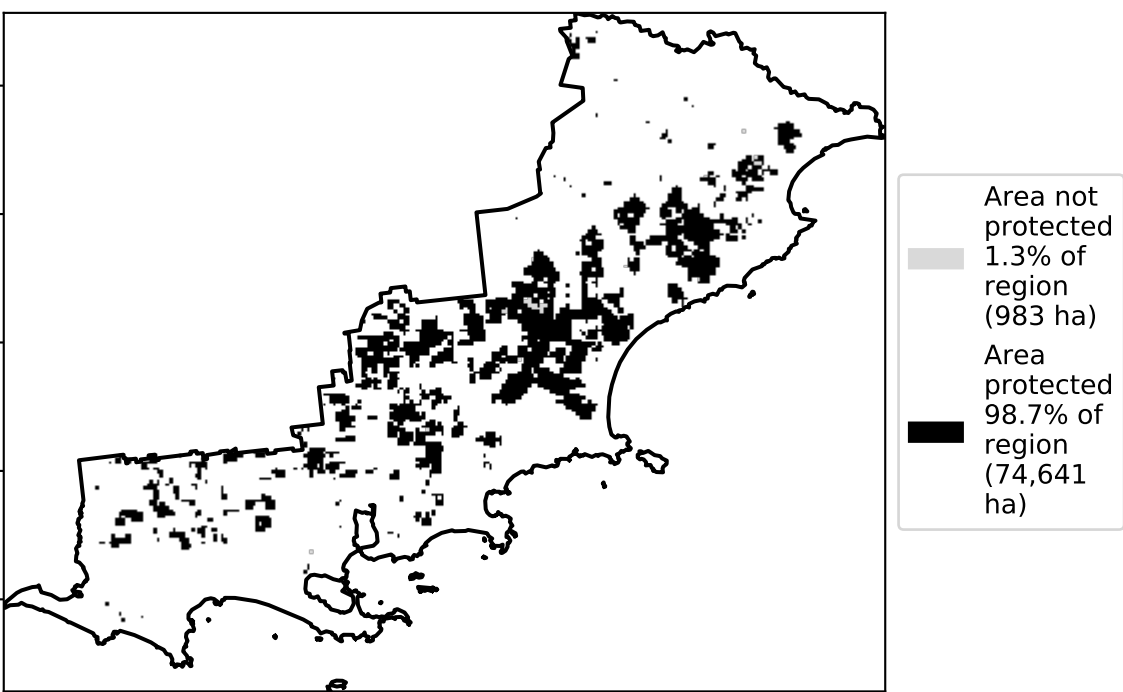 Area not
protected
1.3% of
region
(983 ha)
Area
protected
98.7% of
region
(74,641
ha)